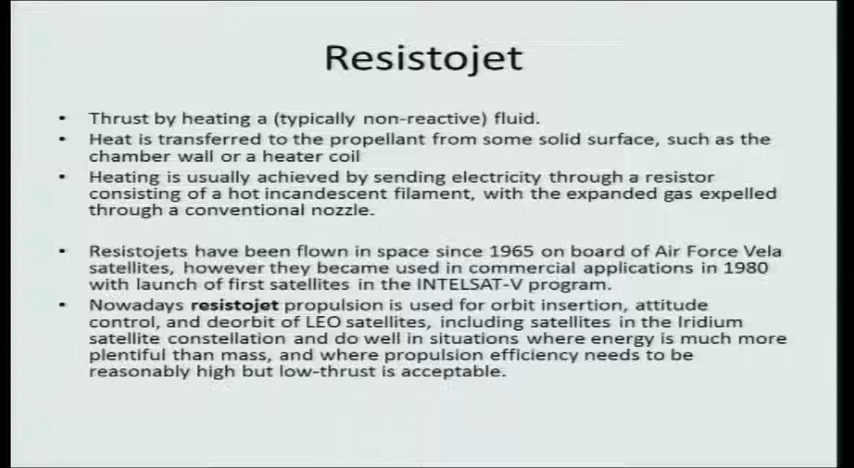 Resistojet
• Thrust by heating a (typically non-reactive) fluid.
• Heat is transferred to the propellant from some solid surface, such as the
chamber wall or a heater coil
• Heating is usually achieved by sending electricity through a resistor
consisting of a hot incandescent filament, with the expanded gas expelled
through a conventional nozzle.
• Resistojets have been flown in space since 1965 on board of Air Force Vela
satellites, however they became used in commercial applications in 1980
with launch of first satellites in the INTELSAT-V program.
• Nowadays resistojet propulsion is used for orbit insertion, attitude
control, and deorbit of LEO satellites, including satellites in the Iridium
satellite constellation and do well in situations where energy is much more
plentiful than mass, and where propulsion efficiency needs to be
reasonably high but low-thrust is acceptable.